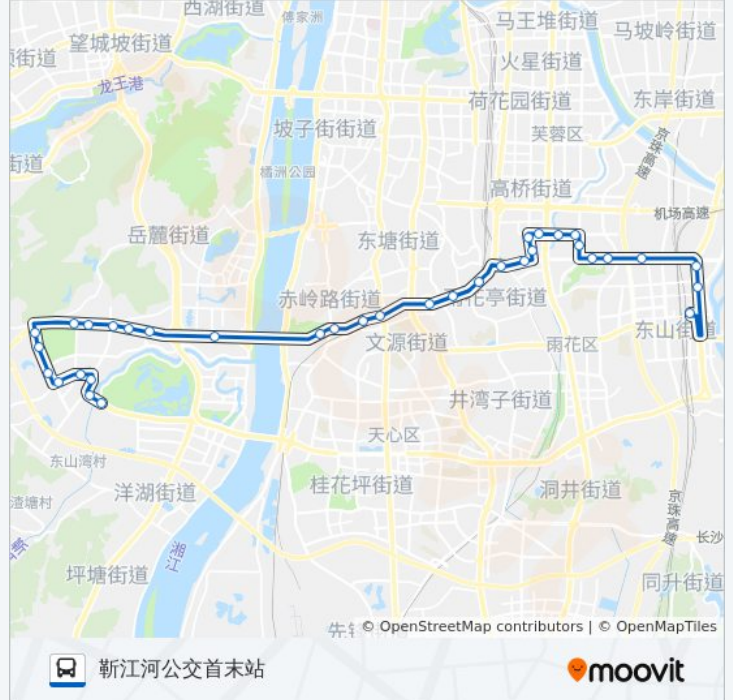 西湖街道
傅家洲
马王堆街道
马坡岭街道
望城坡街道
火星街道
龙王港
荷花园街道
东岸街道
坡子街街道
芙蓉区
京珠高速
街道
橘洲公园
高桥街道
机场高速
岳麓街道
东塘街道
赤岭路街道
雨花亭街道
东山街道
文源街道
雨花区
井湾子街道
天心区
东山湾村
洋湖街道
桂花坪街道
洞井街道
渣塘村
京珠高速
长沙
湘江
坪塘街道
同升街道
© OpenStreetMap contributors | © OpenMapTiles
靳江河公交首末站
moovit